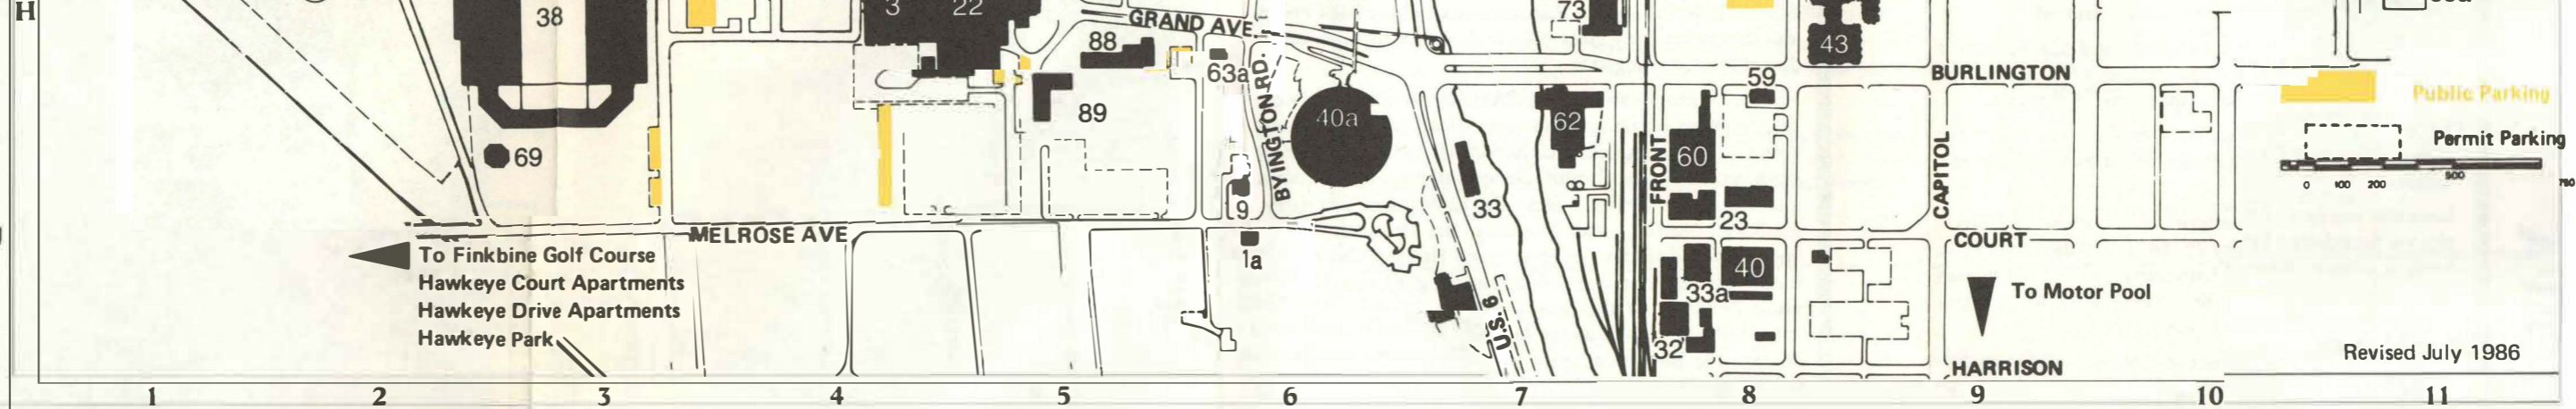 H
38
3
22
GRAND AVE.
88
63a
73
43
59
BURLINGTON
Public Parking
89
BYINGTON RD.
40a
62
FRONT
60
CAPITOL
Permit Parking
0 100 200 500 750
69
9
33
23
MELROSE AVE
COURT
To Finkbine Golf Course
Hawkeye Court Apartments
Hawkeye Drive Apartments
Hawkeye Park
1a
40
33a
To Motor Pool
U.S. 6
32
Revised July 1986
HARRISON
1 2 3 4 5 6 7 8 9 10 11